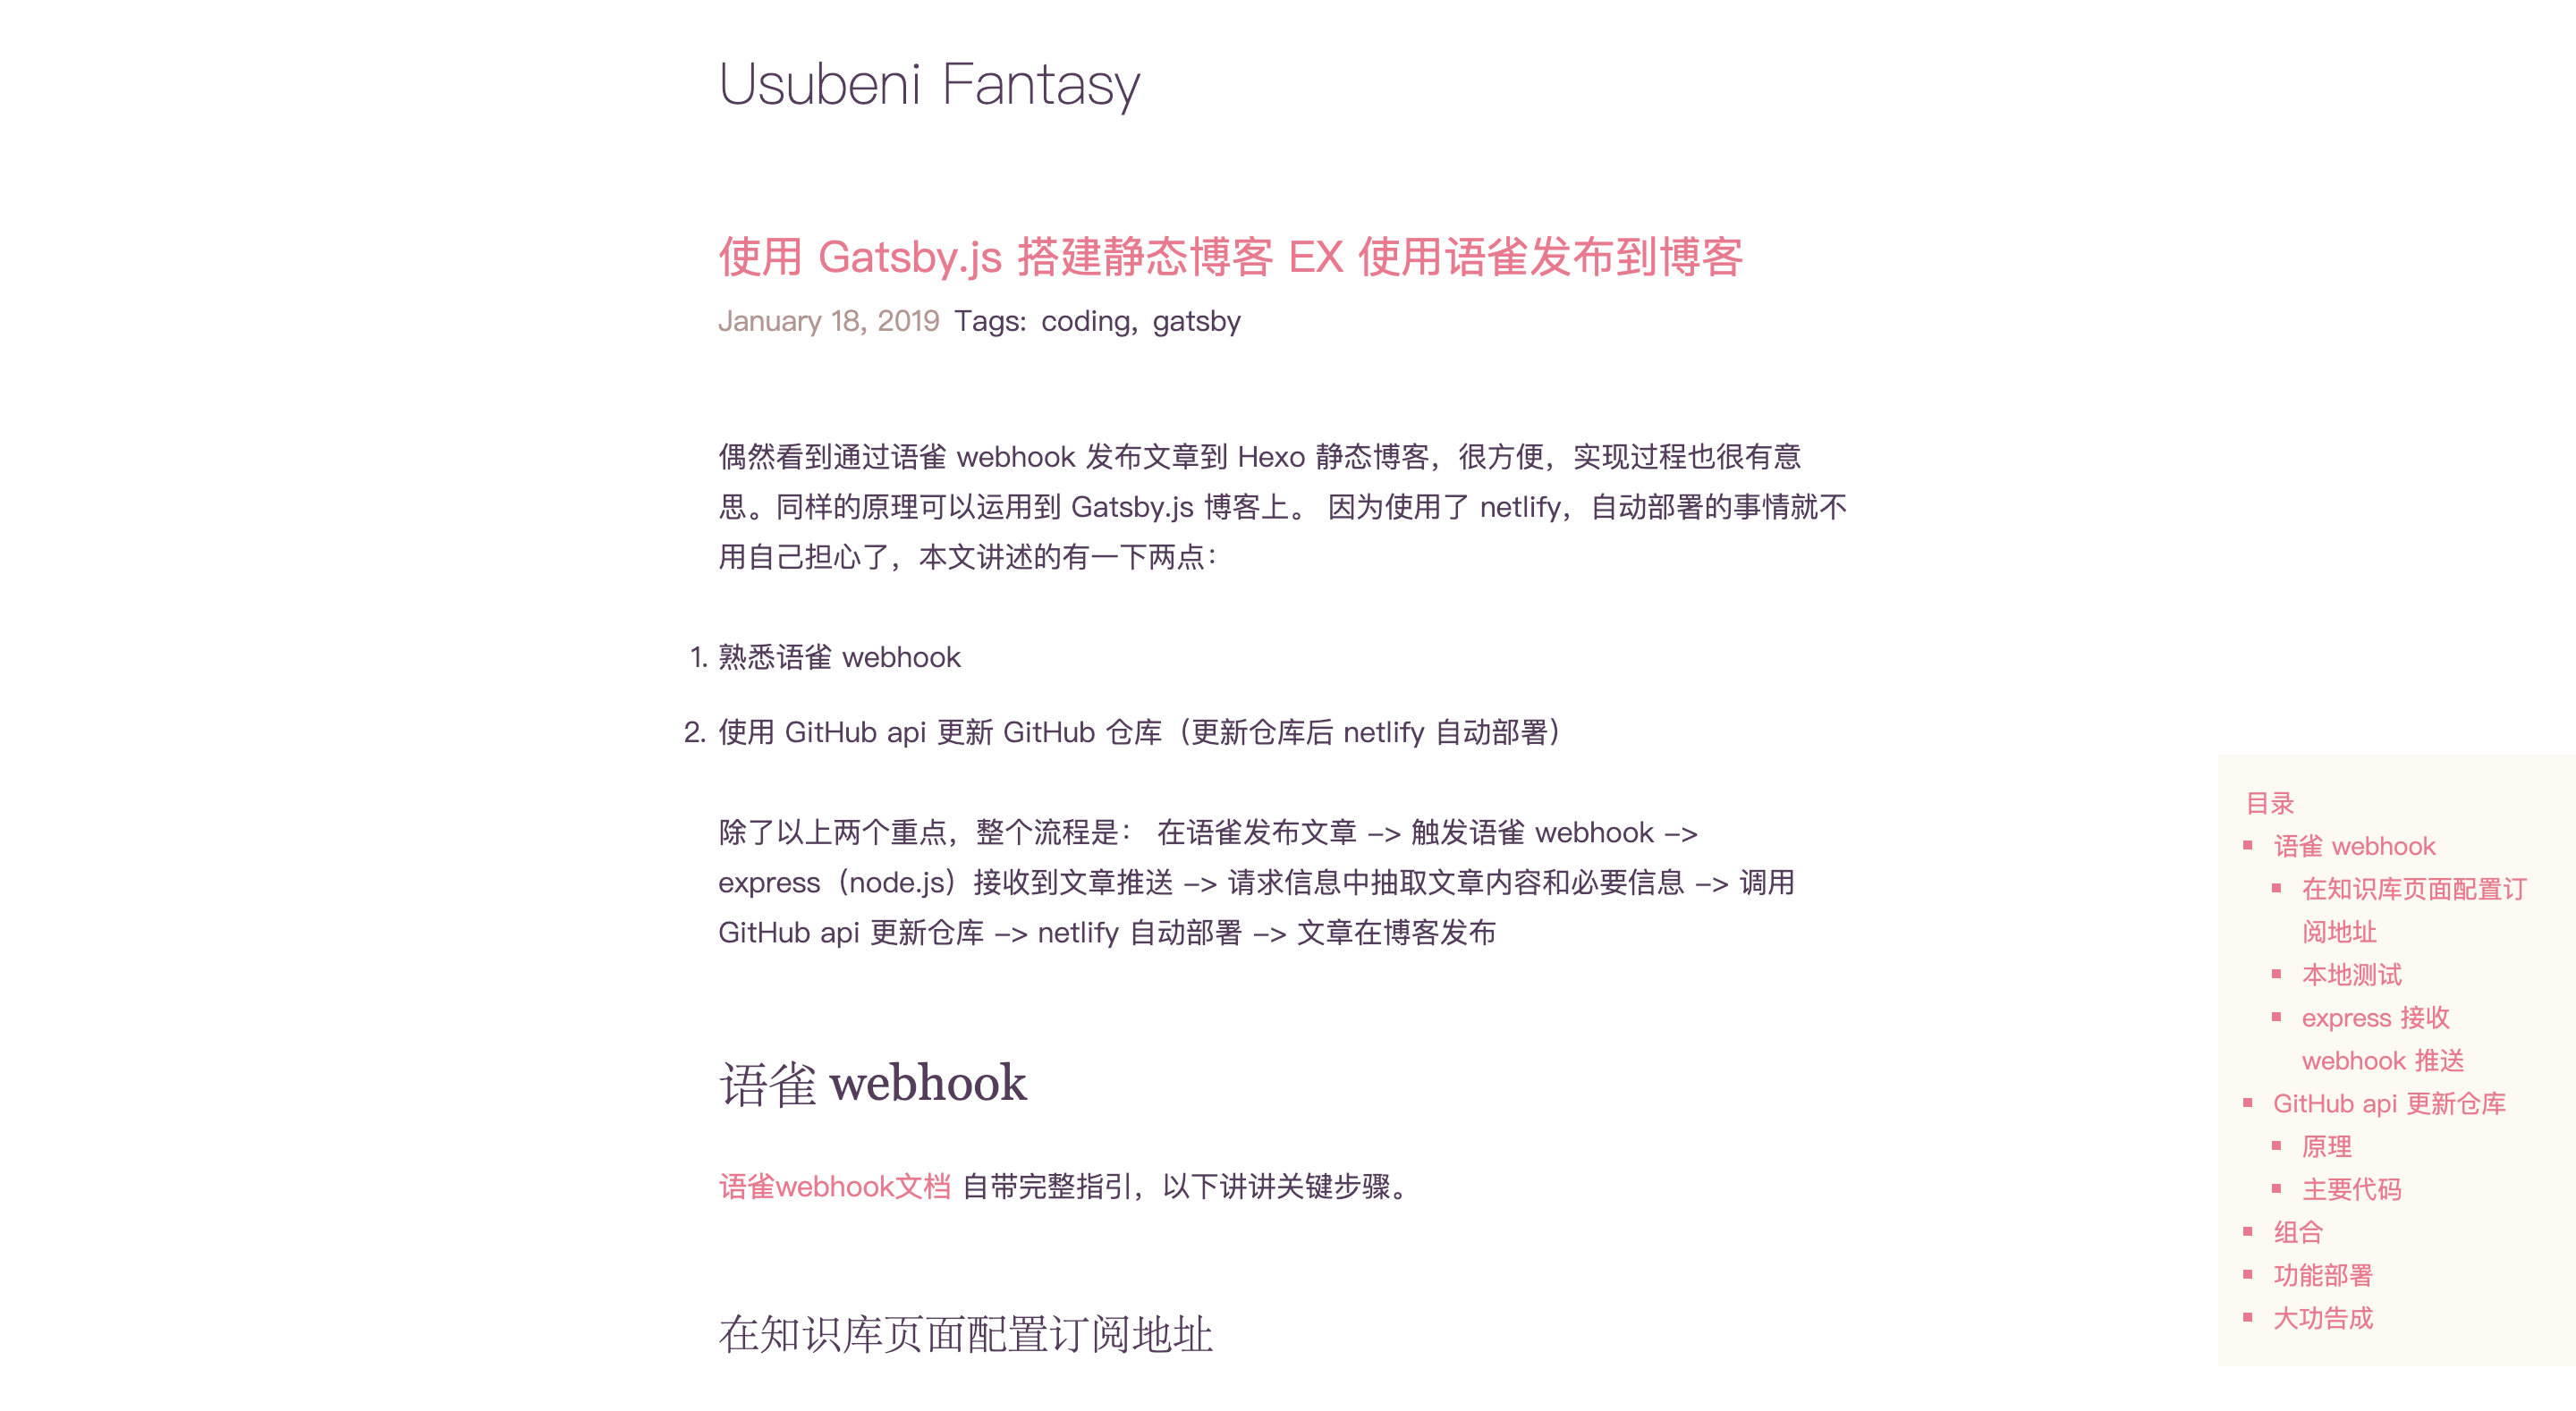 Usubeni Fantasy
使用 Gatsby.js 搭建静态博客 EX 使用语雀发布到博客
January 18, 2019 Tags: coding, gatsby
偶然看到通过语雀 webhook 发布文章到 Hexo 静态博客，很方便，实现过程也很有意
思。同样的原理可以运用到 Gatsby.js 博客上。 因为使用了 netlify，自动部署的事情就不
用自己担心了，本文讲述的有一下两点：
1. 熟悉语雀 webhook
2. 使用 GitHub api 更新 GitHub 仓库（更新仓库后 netlify 自动部署）
除了以上两个重点，整个流程是： 在语雀发布文章 –> 触发语雀 webhook –>
express（node.js）接收到文章推送 –> 请求信息中抽取文章内容和必要信息 –> 调用
GitHub api 更新仓库 –> netlify 自动部署 –> 文章在博客发布
语雀 webhook
语雀webhook文档 自带完整指引，以下讲讲关键步骤。
在知识库页面配置订阅地址
目录
语雀 webhook
在知识库页面配置订
阅地址
本地测试
express 接收
webhook 推送
GitHub api 更新仓库
原理
主要代码
组合
功能部署
大功告成